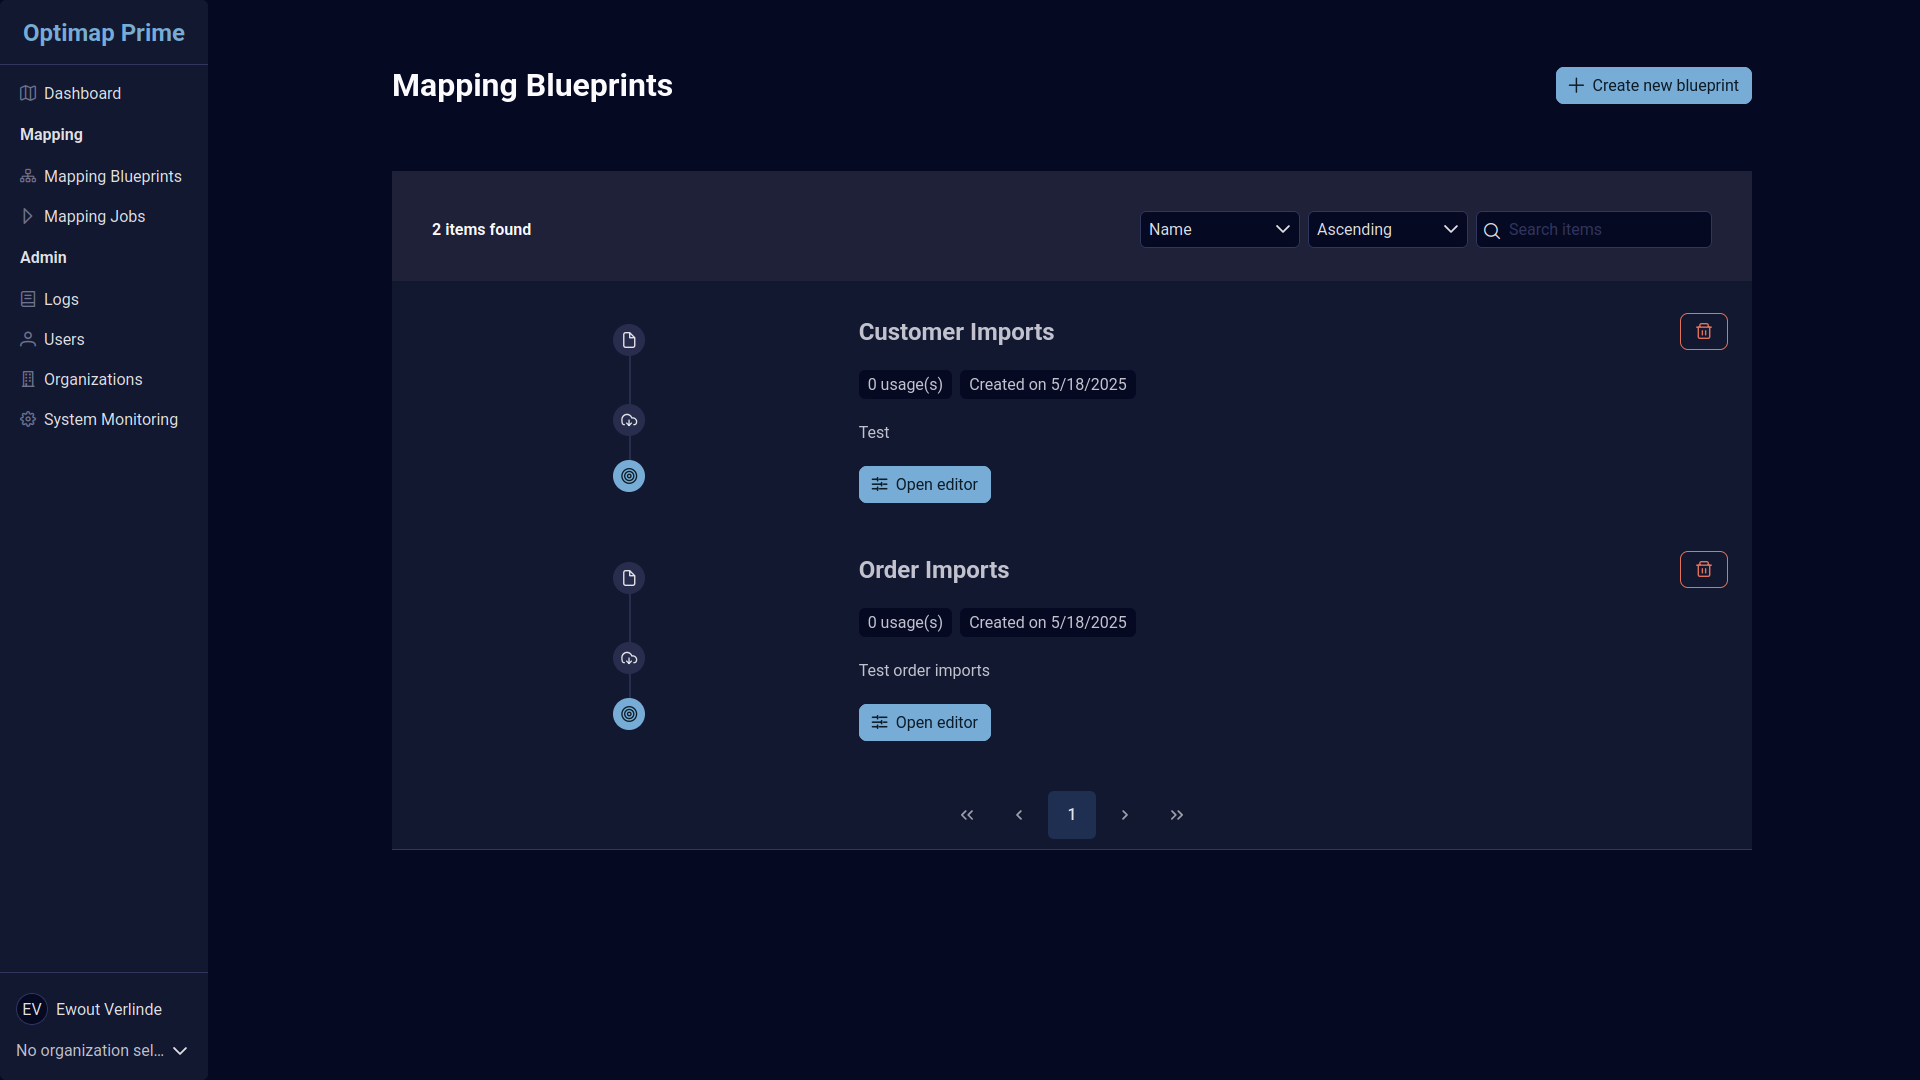 Optimap Prime
Dashboard
Mapping
Mapping Blueprints
Mapping Jobs
Admin
Logs
Users
Organizations
System Monitoring
EV Ewout Verlinde
No organization sel...
Mapping Blueprints
Create new blueprint
2 items found
Name
Ascending
Search items
Customer Imports
0 usage(s) Created on 5/18/2025
Test
Open editor
Order Imports
0 usage(s) Created on 5/18/2025
Test order imports
Open editor
1